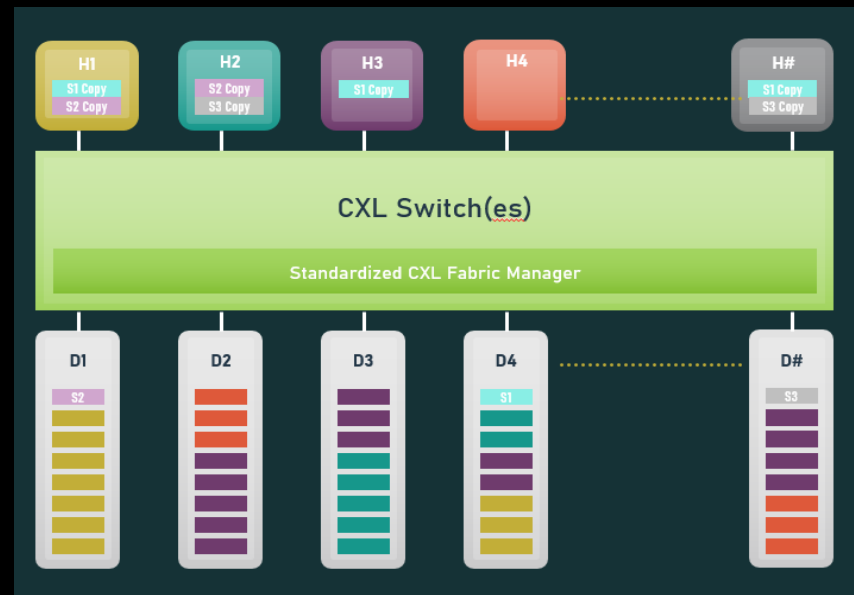 H1
S1 Copy
S2 Copy
H2
S2 Copy
S3 Copy
H3
S1 Copy
H4
H#
S1 Copy
S3 Copy
CXL Switch(es)
Standardized CXL Fabric Manager
D1
S2
D2
D3
D4
S1
D#
S3